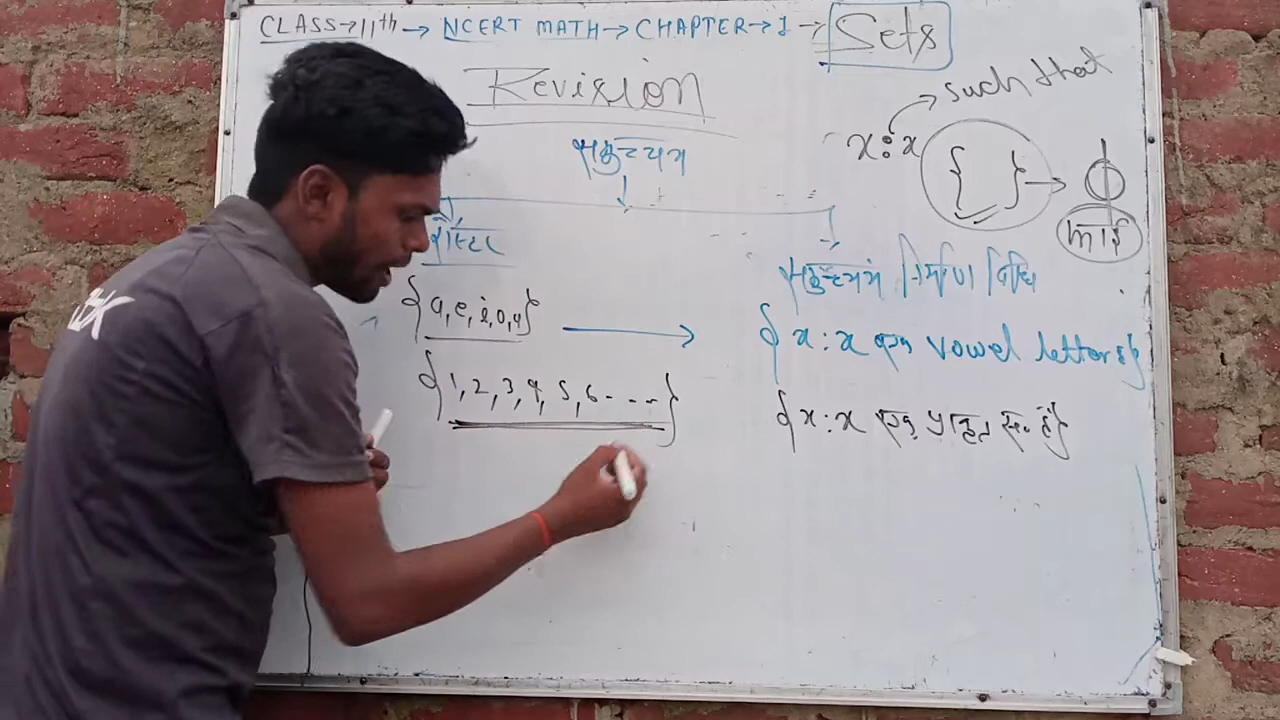 CLASS→11th → NCERT MATH → CHAPTER→1 → Sets
Revision
x : x → such that
{ } → φ
समुच्चय
रोस्टर
समुच्चय निर्माण विधि
{a, e, i, o, u} → {x : x एक vowel letter है}
{1, 2, 3, 4, 5, 6 - - --}
{x : x एक प्राकृत सं. है}